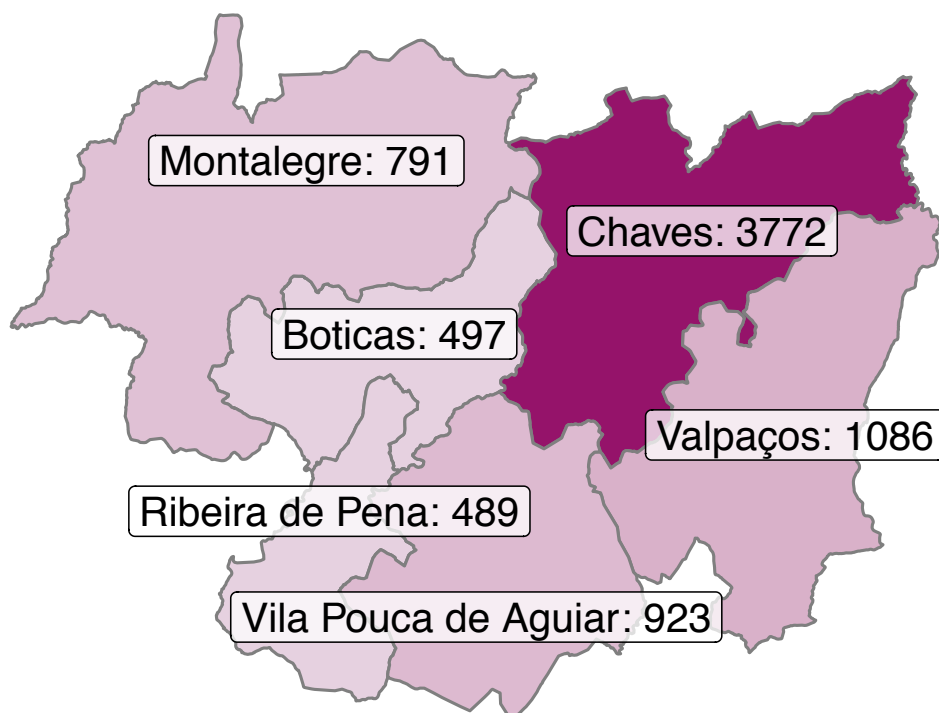 Montalegre: 791
Chaves: 3772
Boticas: 497
Valpaços: 1086
Ribeira de Pena: 489
Vila Pouca de Aguiar: 923